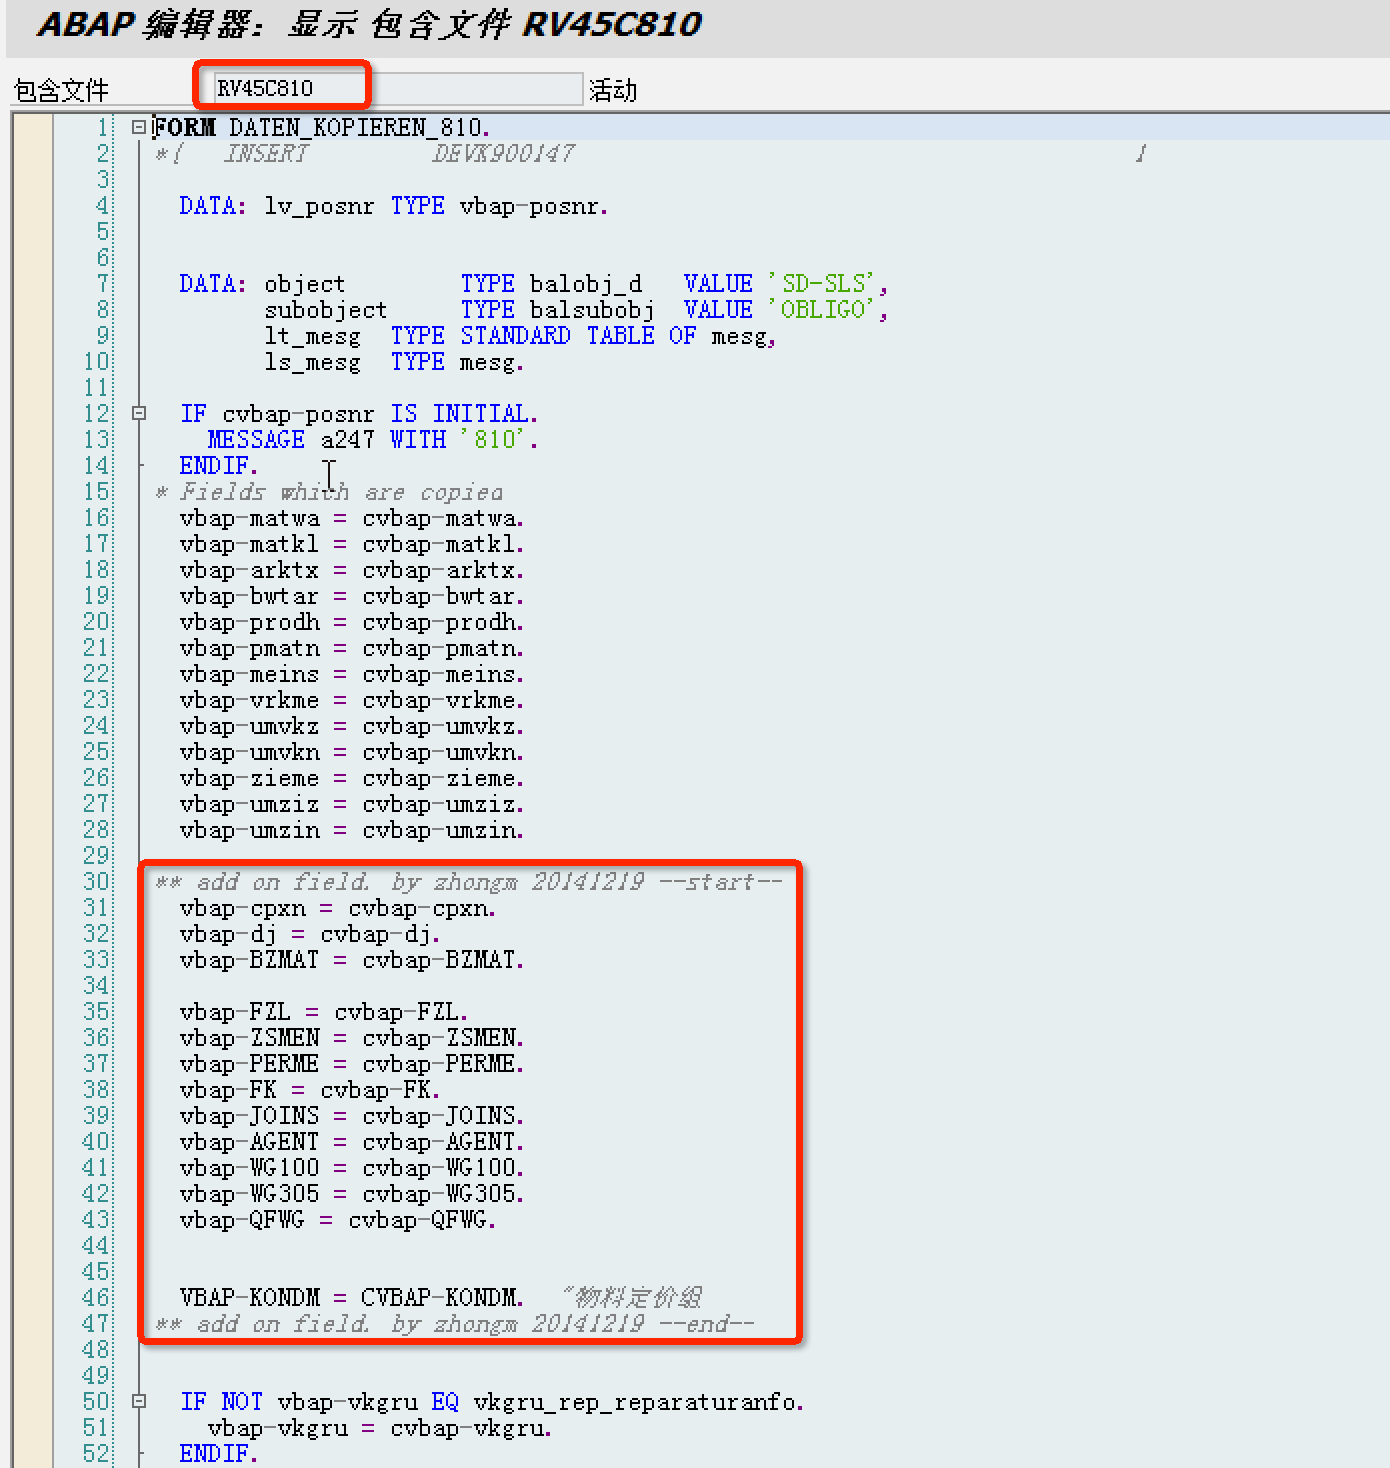 ABAP 编辑器：显示 包含文件 RV45C810
包含文件 RV45C810 活动
1 FORM DATEN_KOPIEREN_810.
2 *{   INSERT         DEVK900147                                        1
3
4 DATA: lv_posnr TYPE vbap-posnr.
5
6
7 DATA: object        TYPE balobj_d   VALUE 'SD-SLS',
8 subobject     TYPE balsubobj  VALUE 'OBLIGO',
9 lt_mesg  TYPE STANDARD TABLE OF mesg,
10 ls_mesg  TYPE mesg.
11
12 IF cvbap-posnr IS INITIAL.
13 MESSAGE a247 WITH '810'.
14 ENDIF.
15 * Fields which are copied
16 vbap-matwa = cvbap-matwa.
17 vbap-matkl = cvbap-matkl.
18 vbap-arktx = cvbap-arktx.
19 vbap-bwtar = cvbap-bwtar.
20 vbap-prodh = cvbap-prodh.
21 vbap-pmatn = cvbap-pmatn.
22 vbap-meins = cvbap-meins.
23 vbap-vrkme = cvbap-vrkme.
24 vbap-umvkz = cvbap-umvkz.
25 vbap-umvkn = cvbap-umvkn.
26 vbap-zieme = cvbap-zieme.
27 vbap-umziz = cvbap-umziz.
28 vbap-umzin = cvbap-umzin.
29
30 ** add on field. by zhongm 20141219 --start--
31 vbap-cpxn = cvbap-cpxn.
32 vbap-dj = cvbap-dj.
33 vbap-BZMAT = cvbap-BZMAT.
34
35 vbap-FZL = cvbap-FZL.
36 vbap-ZSMEN = cvbap-ZSMEN.
37 vbap-PERME = cvbap-PERME.
38 vbap-FK = cvbap-FK.
39 vbap-JOINS = cvbap-JOINS.
40 vbap-AGENT = cvbap-AGENT.
41 vbap-WG100 = cvbap-WG100.
42 vbap-WG305 = cvbap-WG305.
43 vbap-QFWG = cvbap-QFWG.
44
45
46 VBAP-KONDM = CVBAP-KONDM.   "物料定价组
47 ** add on field. by zhongm 20141219 --end--
48
49
50 IF NOT vbap-vkgru EQ vkgru_rep_reparaturanfo.
51 vbap-vkgru = cvbap-vkgru.
52 ENDIF.